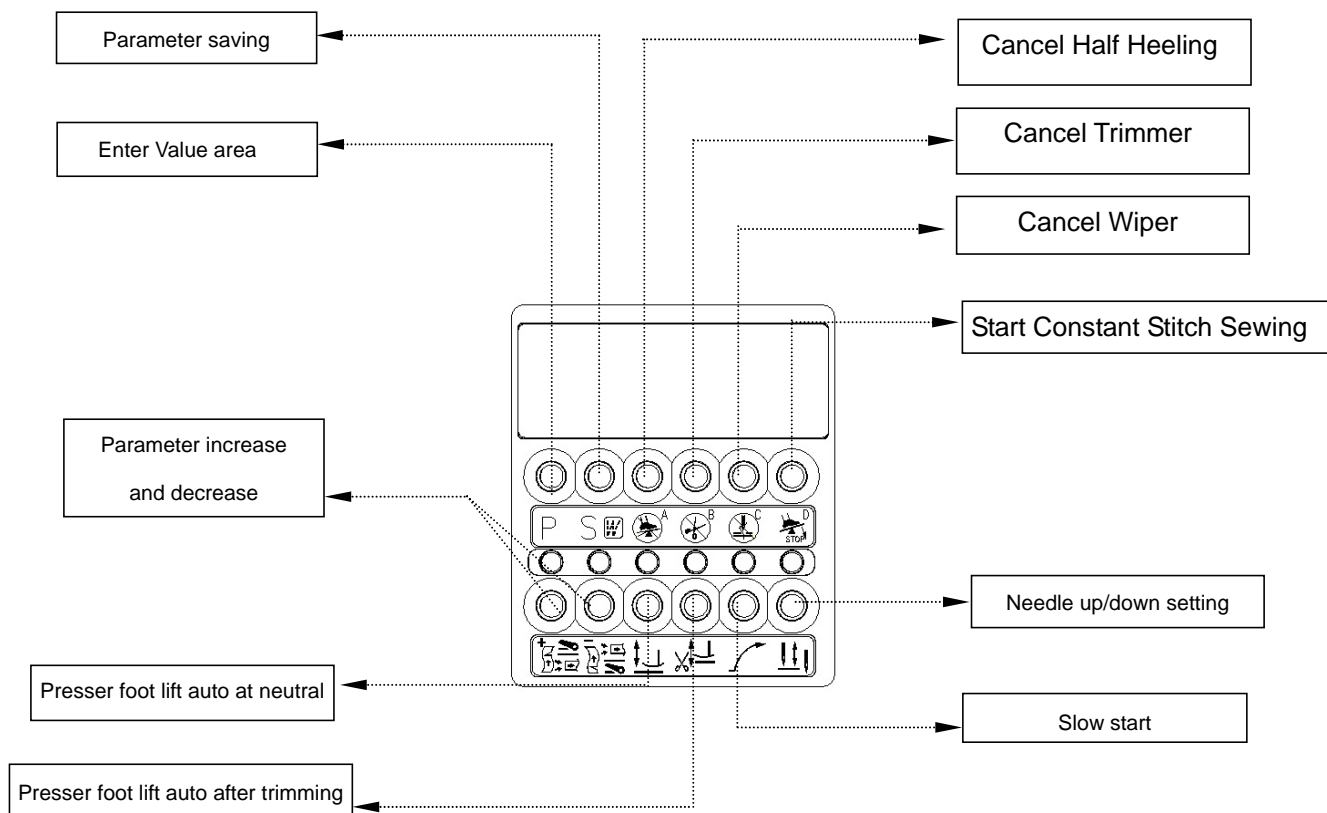 Parameter saving
Cancel Half Heeling
Enter Value area
Cancel Trimmer
Cancel Wiper
Start Constant Stitch Sewing
Parameter increase
and decrease
P S A B C D
STOP
+ -
Needle up/down setting
Presser foot lift auto at neutral
Slow start
Presser foot lift auto after trimming